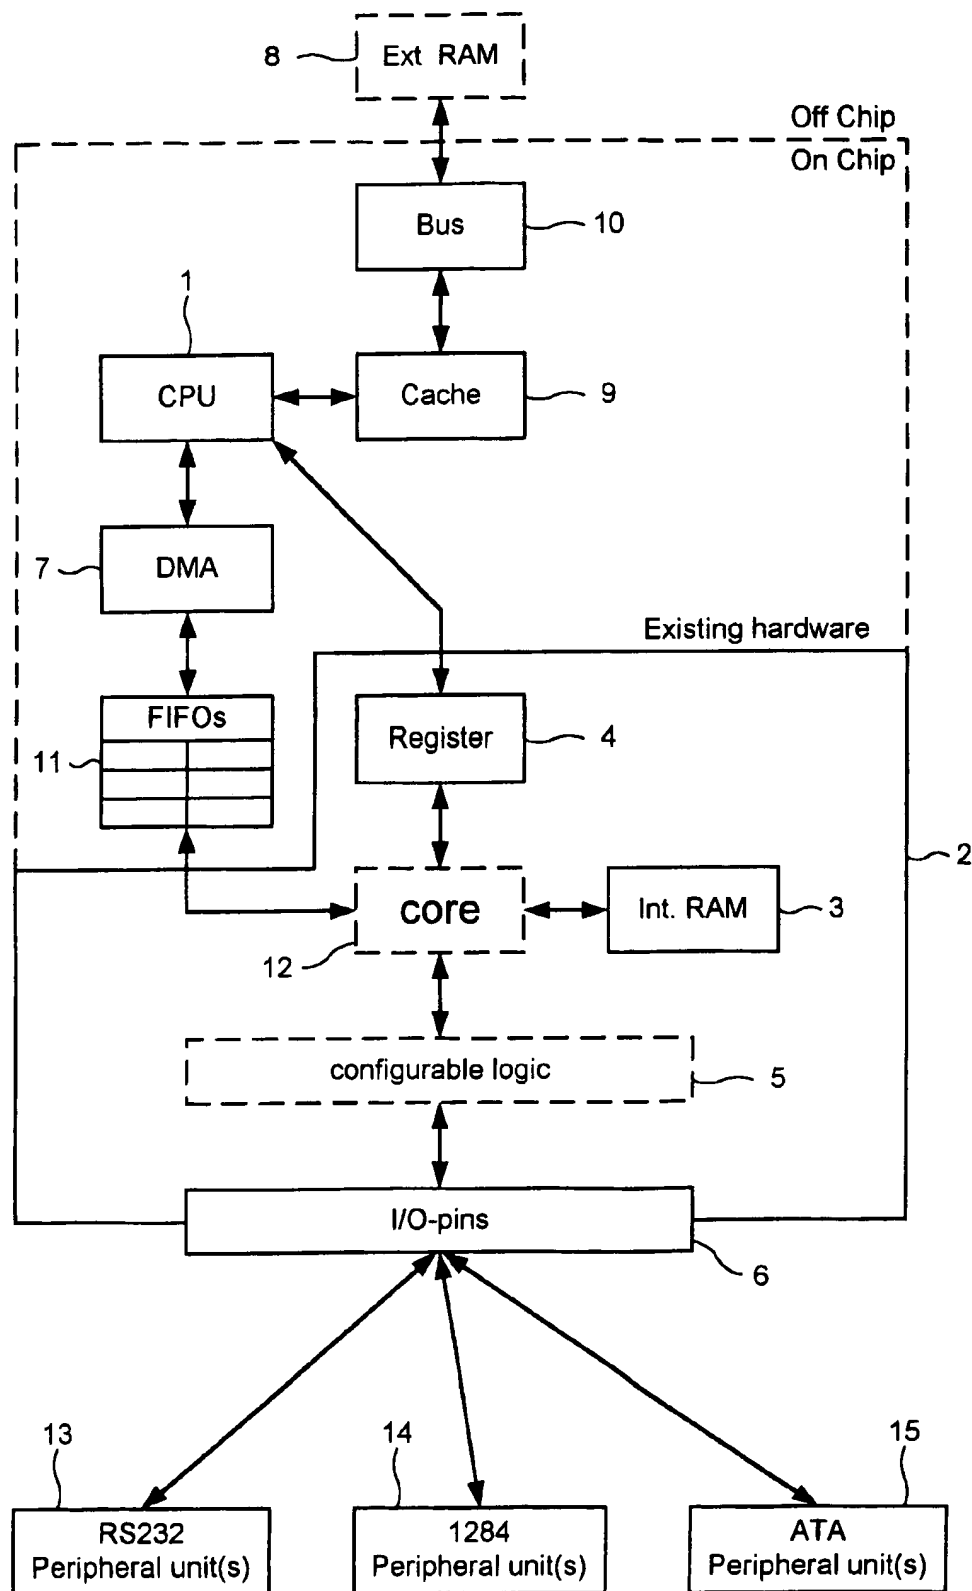 8
Ext RAM
Off Chip
On Chip
Bus
10
1
CPU
Cache
9
7
DMA
Existing hardware
FIFOs
11
Register
4
2
core
Int. RAM
3
12
configurable logic
5
I/O-pins
6
13
14
15
RS232
Peripheral unit(s)
1284
Peripheral unit(s)
ATA
Peripheral unit(s)